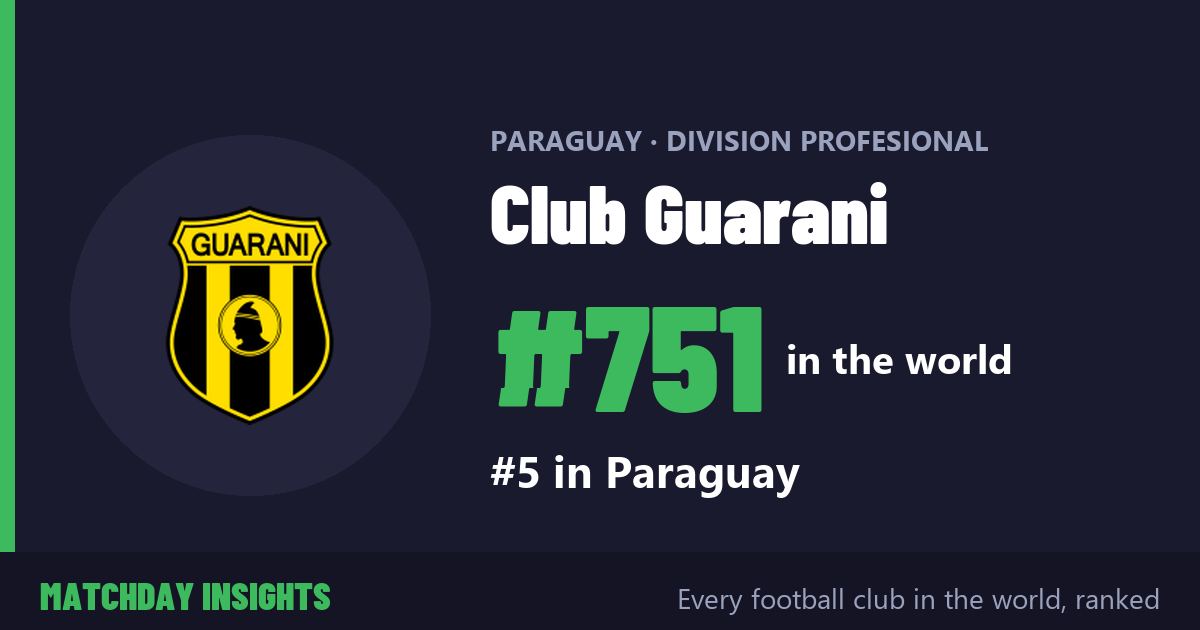 PARAGUAY · DIVISION PROFESIONAL
Club Guarani
GUARANI
#751 in the world
#5 in Paraguay
MATCHDAY INSIGHTS
Every football club in the world, ranked